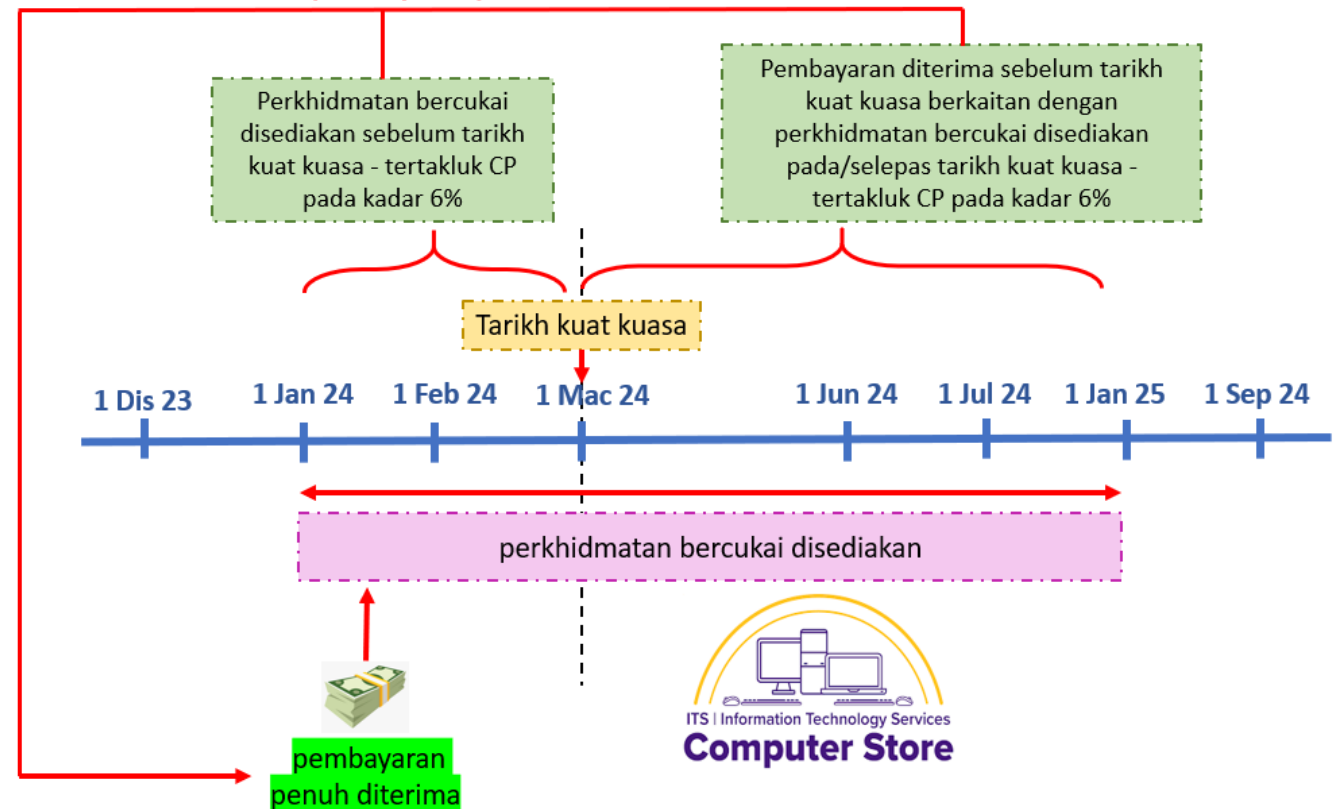 Perkhidmatan bercukai
disediakan sebelum tarikh
kuat kuasa - tertakluk CP
pada kadar 6%
Pembayaran diterima sebelum tarikh
kuat kuasa berkaitan dengan
perkhidmatan bercukai disediakan
pada/selepas tarikh kuat kuasa -
tertakluk CP pada kadar 6%
Tarikh kuat kuasa
1 Dis 23
1 Jan 24
1 Feb 24
1 Mac 24
1 Jun 24
1 Jul 24
1 Jan 25
1 Sep 24
perkhidmatan bercukai disediakan
ITS | Information Technology Services
Computer Store
pembayaran
penuh diterima